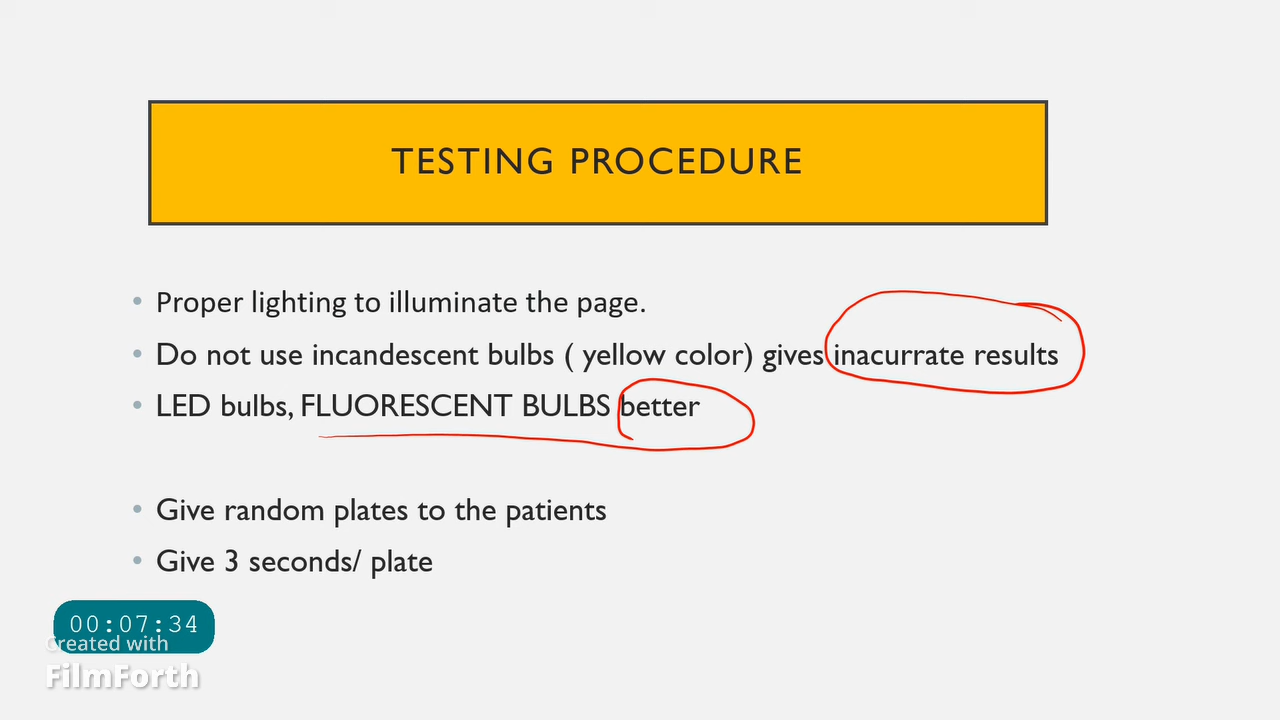 TESTING PROCEDURE
• Proper lighting to illuminate the page.
• Do not use incandescent bulbs ( yellow color) gives inacurrate results
• LED bulbs, FLUORESCENT BULBS better
• Give random plates to the patients
• Give 3 seconds/ plate
00:07:34
Created with
FilmForth